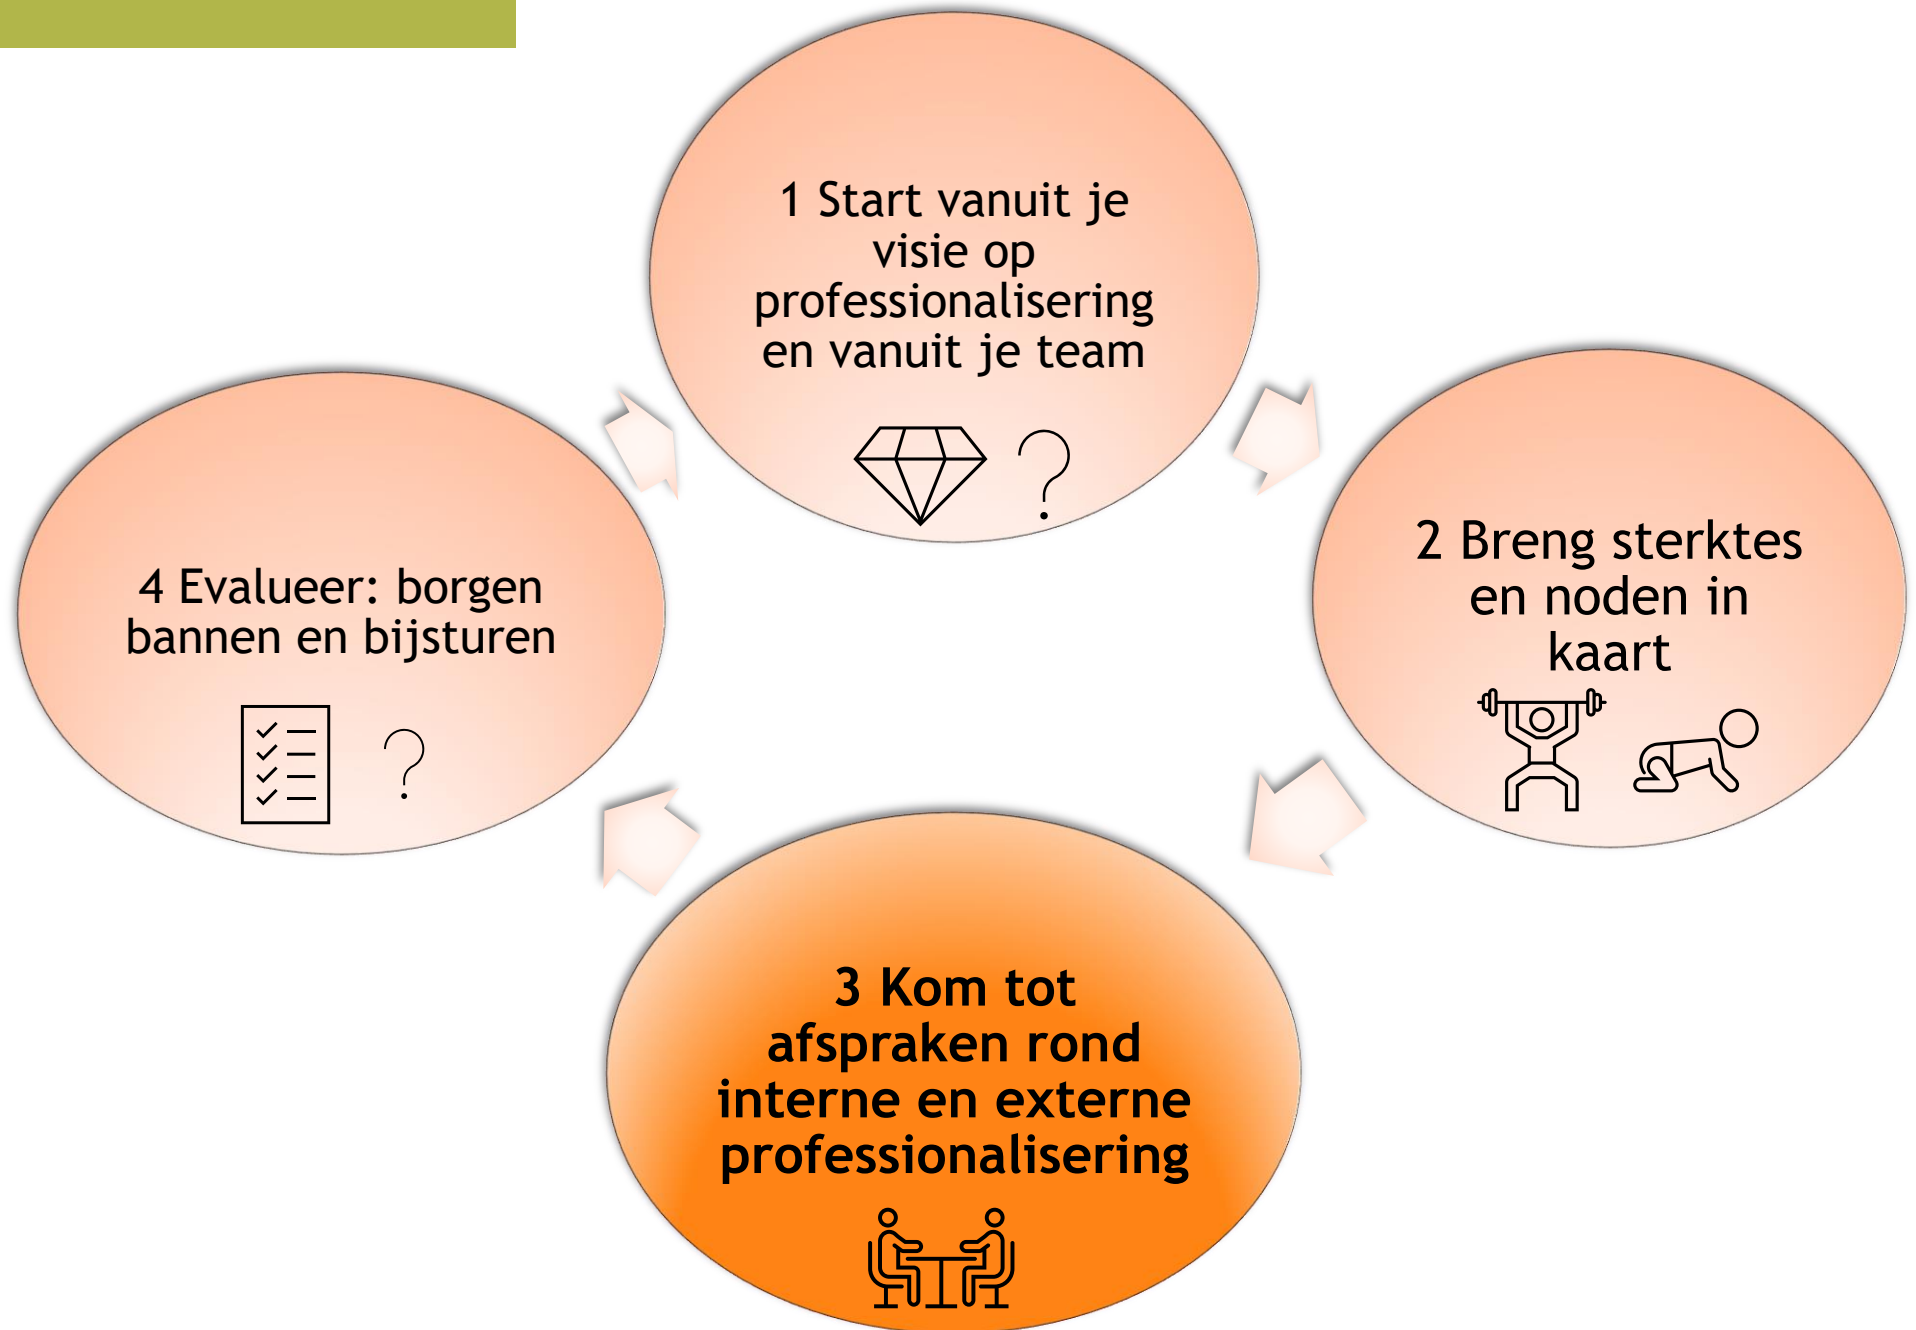 1 Start vanuit je
visie op
professionalisering
en vanuit je team
2 Breng sterktes
en noden in
kaart
3 Kom tot
afspraken rond
interne en externe
professionalisering
4 Evalueer: borgen
bannen en bijsturen